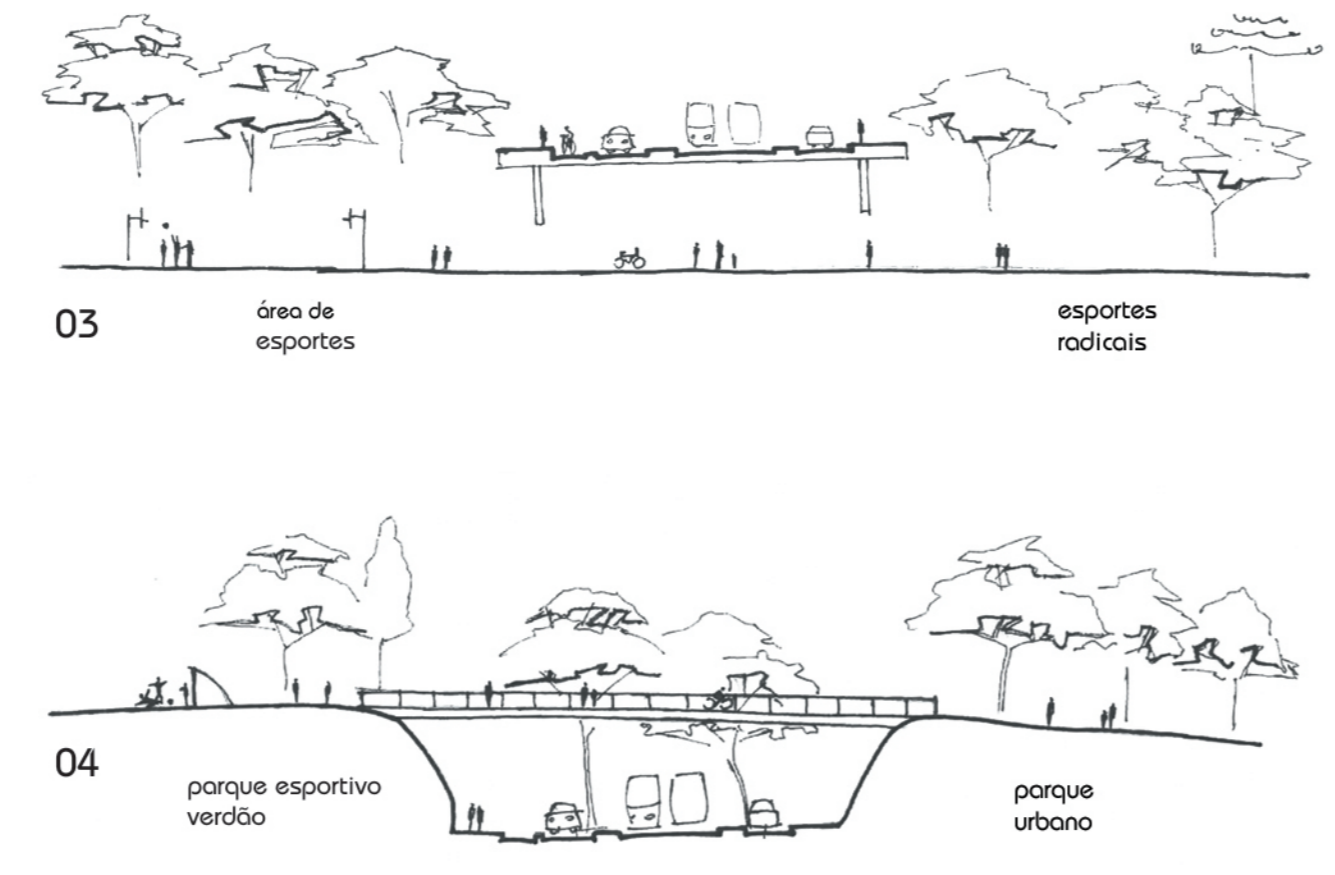 03
área de
esportes
esportes
radicais
04
parque esportivo
verdão
parque
urbano